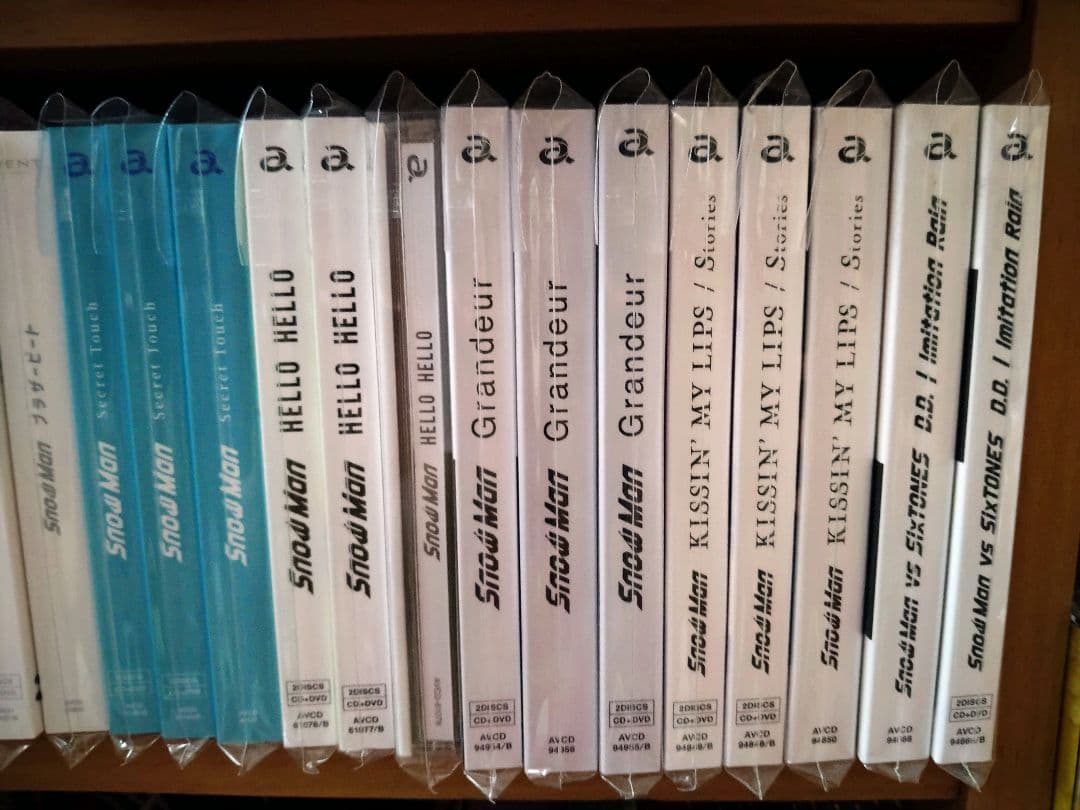 ENT
Snow Man ブラザービート
a
Snow Man Secret Touch
a
Snow Man Secret Touch
a
Snow Man Secret Touch
a
Snow Man HELLO HELLO
2DISCS
CD+DVD
AVCD
61076/B
a
Snow Man HELLO HELLO
2DISCS
CD+DVD
AVCD
61077/B
a
Snow Man HELLO HELLO
a
Snow Man Grandeur
2DISCS
CD+DVD
AVCD
a
Snow Man Grandeur
AVCD
a
Snow Man Grandeur
2DISCS
CD+DVD
AVCD
a
Snow Man KISSIN' MY LIPS / Stories
2DISCS
CD+DVD
AVCD
a
Snow Man KISSIN' MY LIPS / Stories
2DISCS
CD+DVD
AVCD
a
Snow Man KISSIN' MY LIPS / Stories
AVCD
a
Snow Man vs SixTONES D.D. / Imitation Rain
AVCD
a
Snow Man vs SixTONES D.D. / Imitation Rain
2DISCS
CD+DVD
AVCD